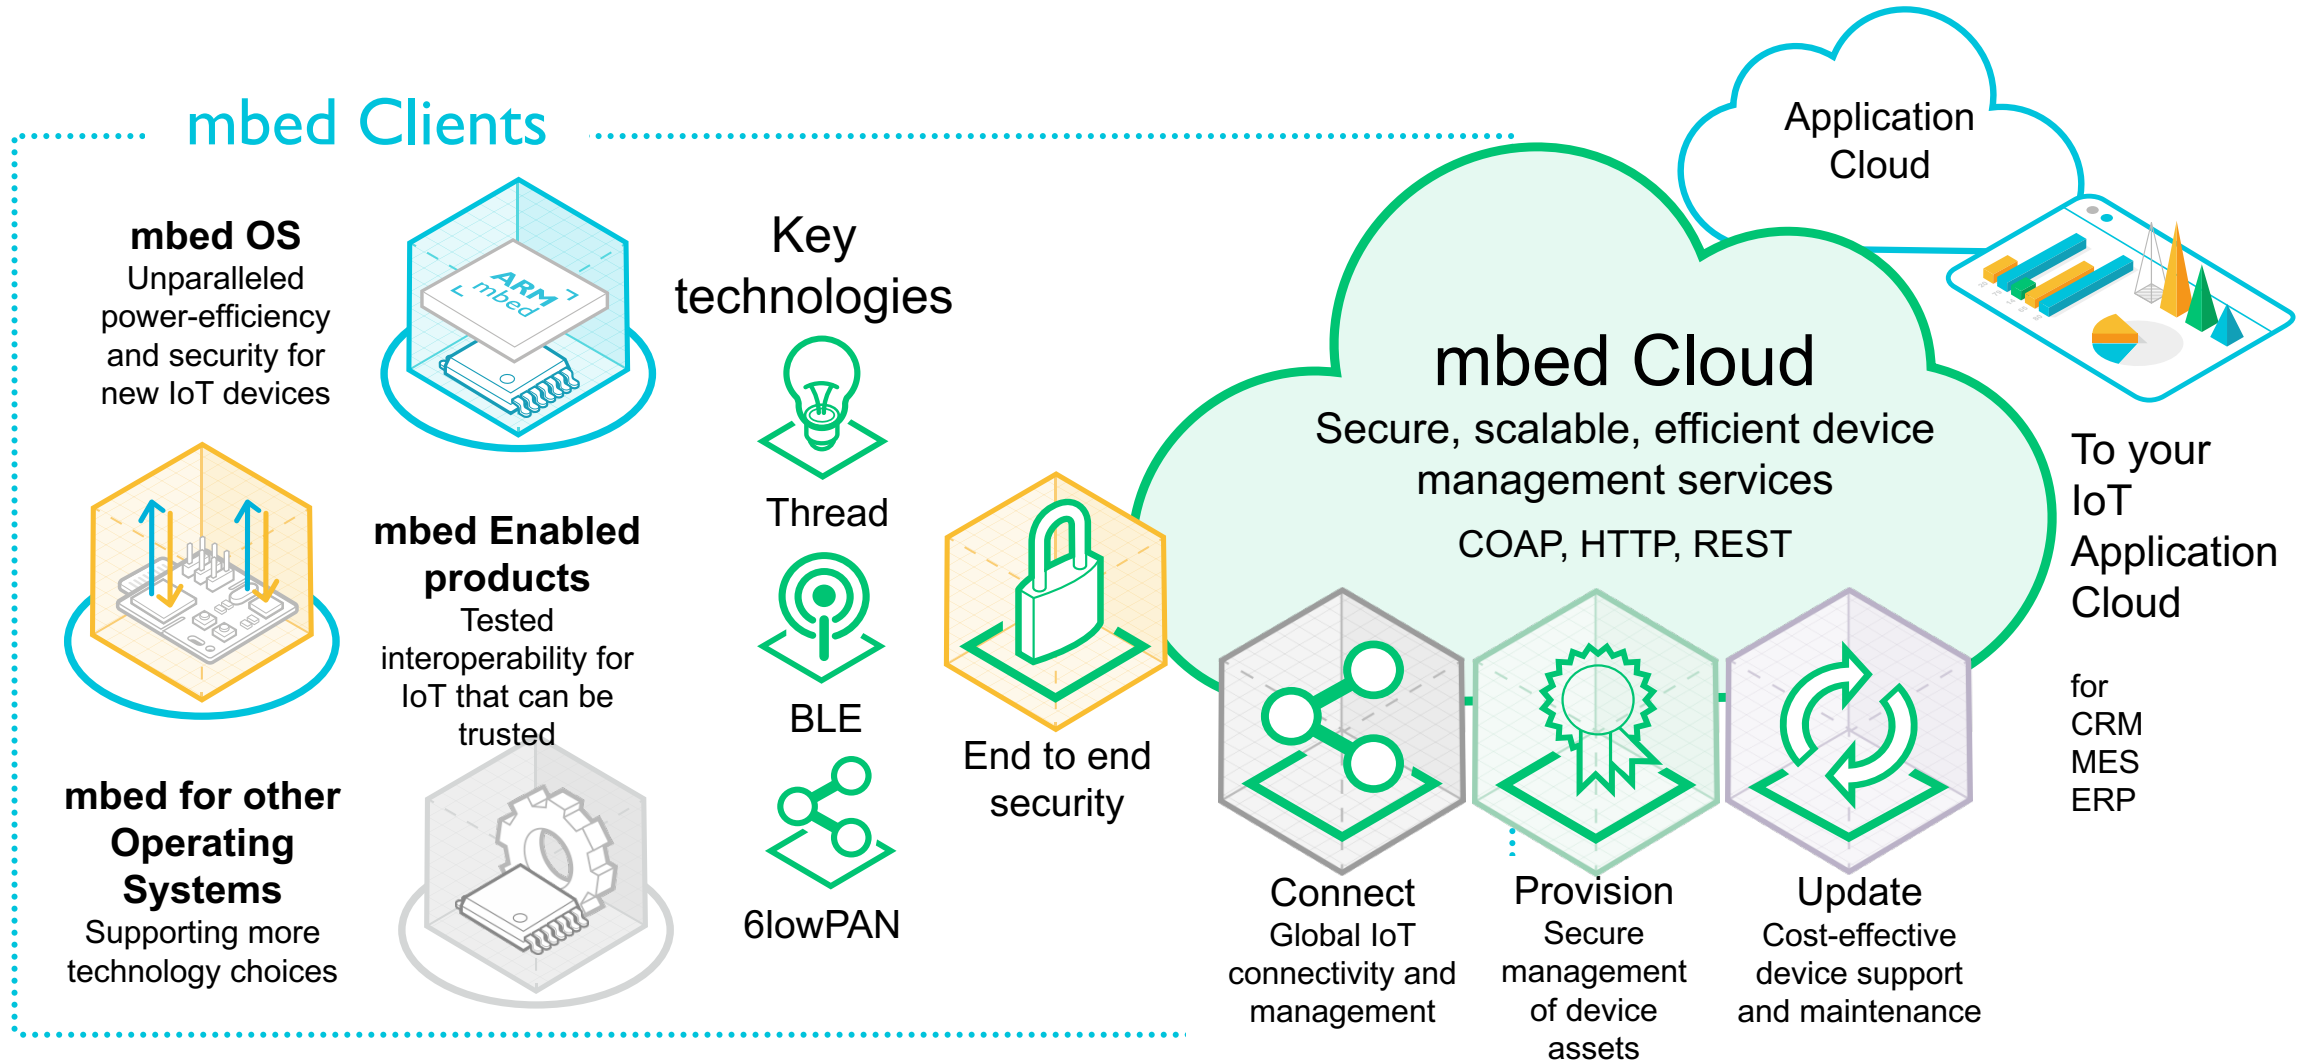 mbed Clients
mbed OS
Unparalleled
power-efficiency
and security for
new IoT devices
ARM
mbed
mbed Enabled
products
Tested
interoperability for
IoT that can be
trusted
mbed for other
Operating
Systems
Supporting more
technology choices
Key
technologies
Thread
BLE
6lowPAN
End to end
security
mbed Cloud
Secure, scalable, efficient device
management services
COAP, HTTP, REST
Connect
Global IoT
connectivity and
management
Provision
Secure
management
of device
assets
Update
Cost-effective
device support
and maintenance
Application
Cloud
To your
IoT
Application
Cloud
for
CRM
MES
ERP